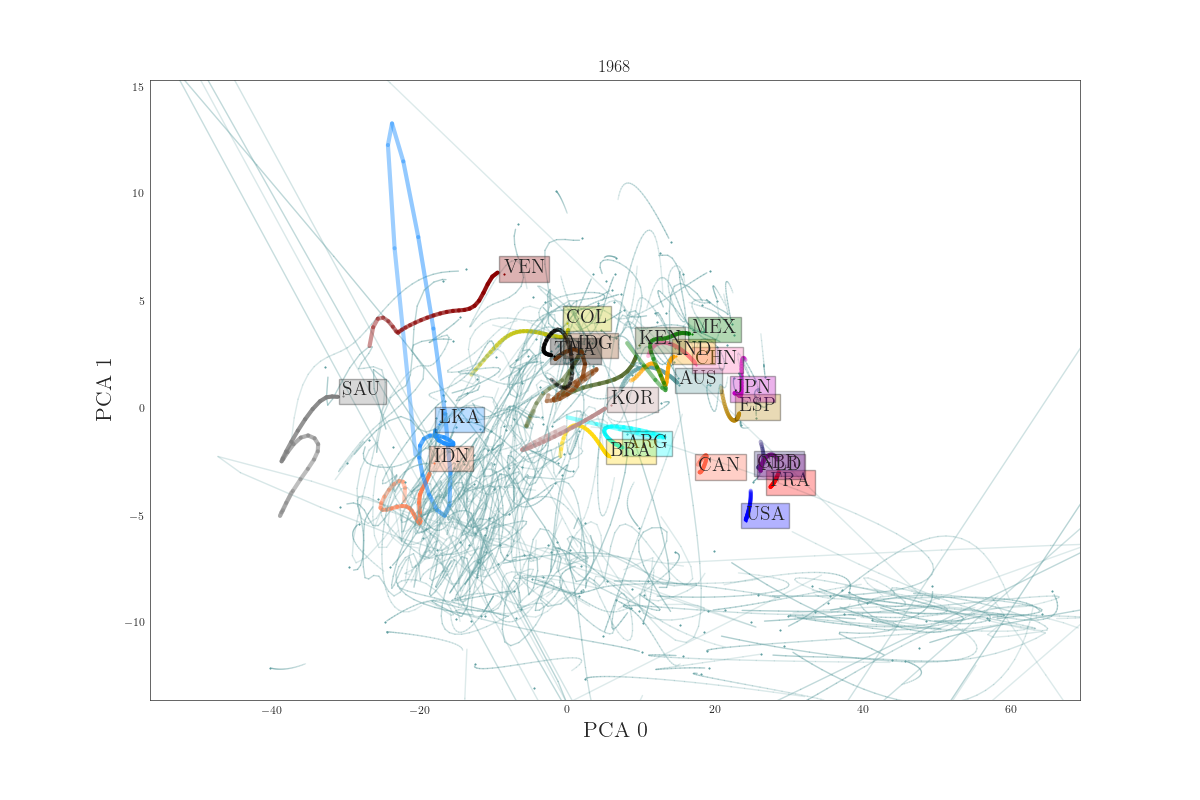 1968
15
10
5
0
−5
−10
PCA 1
VEN
COL
MEX
KEN
IND
CHN
AUS
SAU
JPN
KOR
ESP
LKA
ARG
BRA
IDN
CAN
USA
−40
−20
0
20
40
60
PCA 0